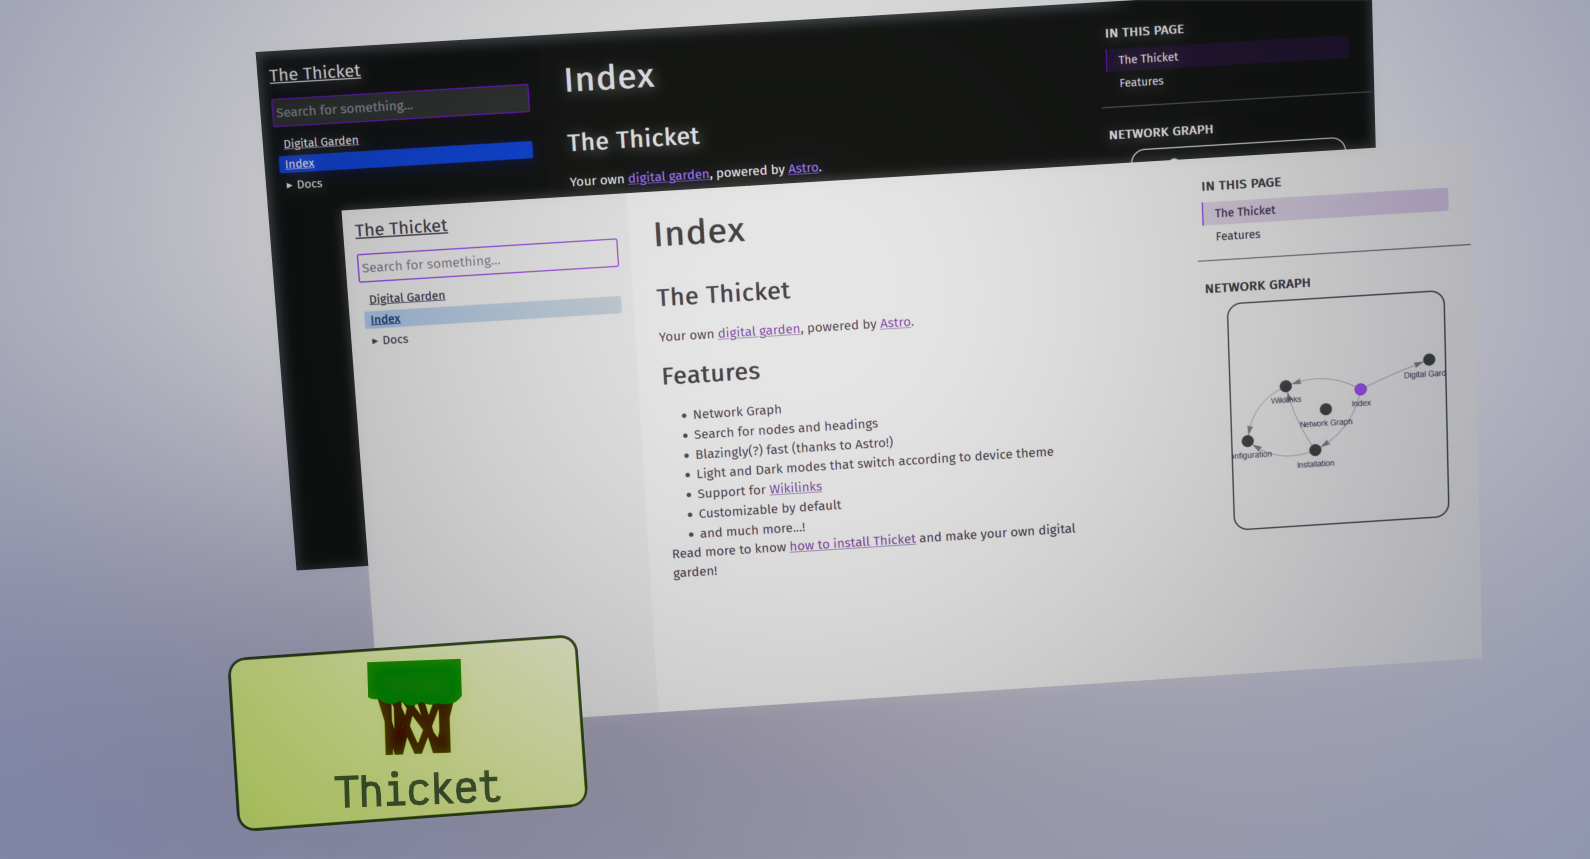 The Thicket
Search for something...
Digital Garden
Index
▸ Docs
Index
The Thicket
Your own digital garden, powered by Astro.
IN THIS PAGE
The Thicket
Features
NETWORK GRAPH
The Thicket
Search for something...
Digital Garden
Index
▸ Docs
Index
The Thicket
Your own digital garden, powered by Astro.
Features
• Network Graph
• Search for nodes and headings
• Blazingly(?) fast (thanks to Astro!)
• Light and Dark modes that switch according to device theme
• Support for Wikilinks
• Customizable by default
• and much more...!
Read more to know how to install Thicket and make your own digital
garden!
IN THIS PAGE
The Thicket
Features
NETWORK GRAPH
Digital Gard
Wikilinks
Index
Network Graph
nfiguration
Installation
Thicket